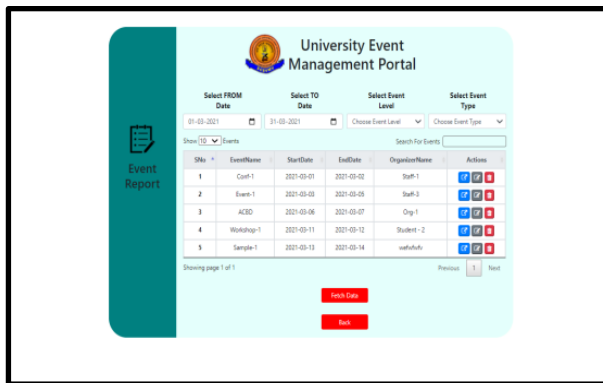 University Event
Management Portal
Event
Report
Select FROM Date
Select TO Date
Select Event Level
Select Event Type
01-03-2021
31-03-2021
Choose Event Level
Choose Event Type
Show 10 Events
Search For Events
SNo EventName StartDate EndDate OrganizerName Actions
1 Conf-1 2021-03-01 2021-03-02 Staff-1
2 Event-1 2021-03-03 2021-03-05 Staff-3
3 ACBD 2021-03-06 2021-03-07 Org-1
4 Workshop-1 2021-03-11 2021-03-12 Student - 2
5 Sample-1 2021-03-13 2021-03-14
Showing page 1 of 1
Previous 1 Next
Fetch Data
Back